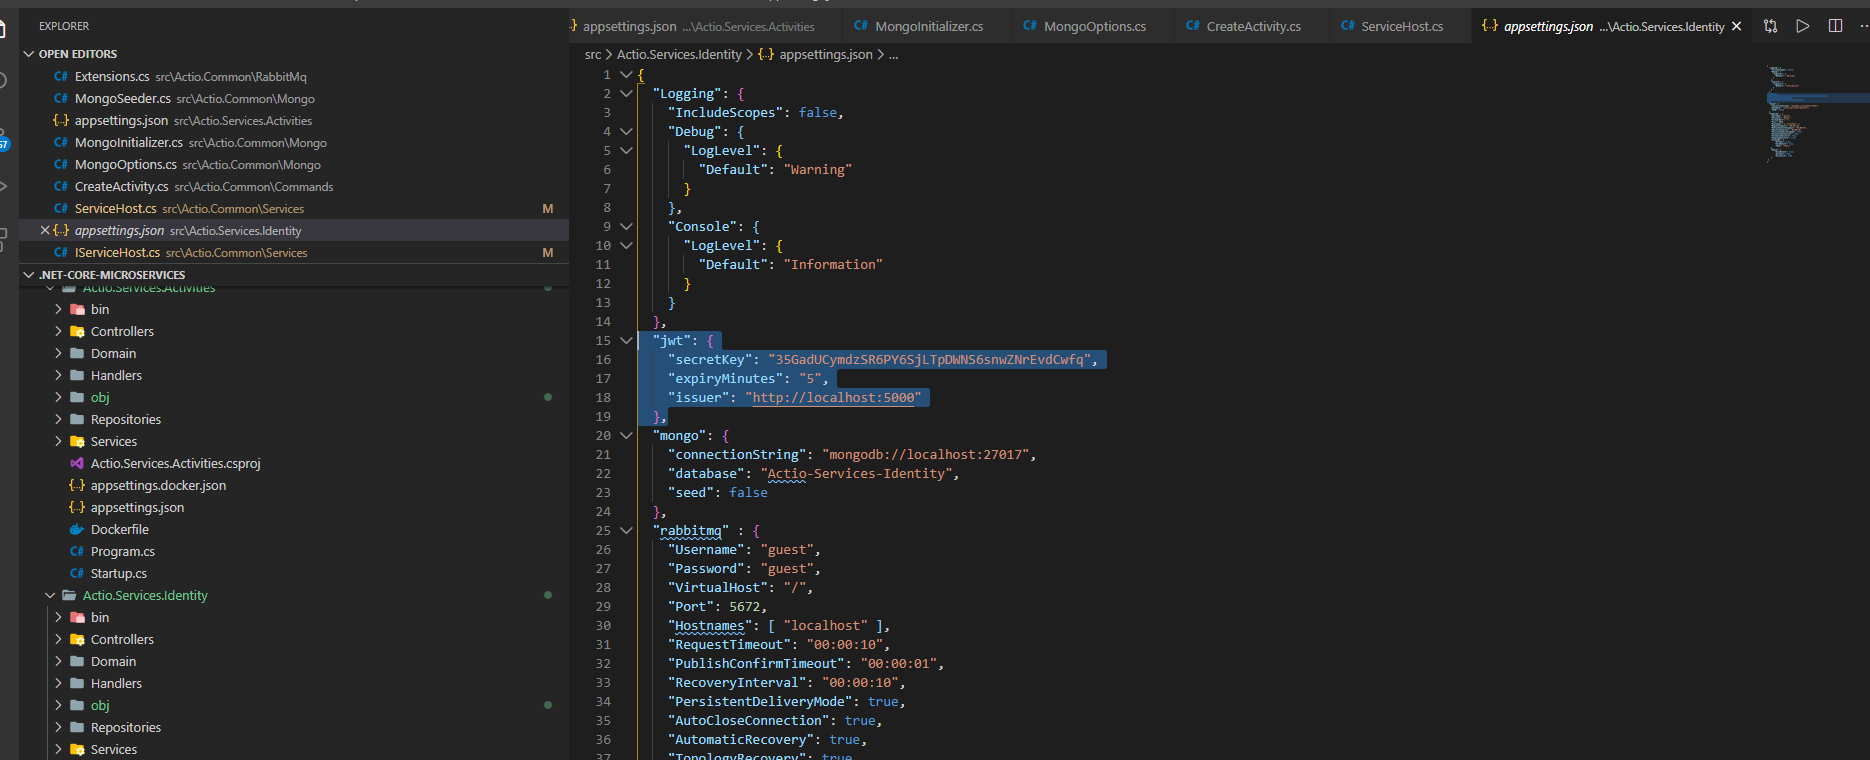 EXPLORER
OPEN EDITORS
C# Extensions.cs src\Actio.Common\RabbitMq
C# MongoSeeder.cs src\Actio.Common\Mongo
{..} appsettings.json src\Actio.Services.Activities
C# MongoInitializer.cs src\Actio.Common\Mongo
C# MongoOptions.cs src\Actio.Common\Mongo
C# CreateActivity.cs src\Actio.Common\Commands
C# ServiceHost.cs src\Actio.Common\Services M
{..} appsettings.json src\Actio.Services.Identity
C# IServiceHost.cs src\Actio.Common\Services M
.NET-CORE-MICROSERVICES
Actio.Services.Activities
bin
Controllers
Domain
Handlers
obj
Repositories
Services
Actio.Services.Activities.csproj
{..} appsettings.docker.json
{..} appsettings.json
Dockerfile
C# Program.cs
C# Startup.cs
Actio.Services.Identity
bin
Controllers
Domain
Handlers
obj
Repositories
Services
57
appsettings.json ...\Actio.Services.Activities
C# MongoInitializer.cs
C# MongoOptions.cs
C# CreateActivity.cs
C# ServiceHost.cs
{..} appsettings.json ...\Actio.Services.Identity
src > Actio.Services.Identity > {..} appsettings.json > ...
1 {
2 "Logging": {
3 "IncludeScopes": false,
4 "Debug": {
5 "LogLevel": {
6 "Default": "Warning"
7 }
8 },
9 "Console": {
10 "LogLevel": {
11 "Default": "Information"
12 }
13 }
14 },
15 "jwt": {
16 "secretKey": "35GadUCymdzSR6PY6SjLTpDWNS6snwZNrEvdCwfq",
17 "expiryMinutes": "5",
18 "issuer": "http://localhost:5000"
19 },
20 "mongo": {
21 "connectionString": "mongodb://localhost:27017",
22 "database": "Actio-Services-Identity",
23 "seed": false
24 },
25 "rabbitmq" : {
26 "Username": "guest",
27 "Password": "guest",
28 "VirtualHost": "/",
29 "Port": 5672,
30 "Hostnames": [ "localhost" ],
31 "RequestTimeout": "00:00:10",
32 "PublishConfirmTimeout": "00:00:01",
33 "RecoveryInterval": "00:00:10",
34 "PersistentDeliveryMode": true,
35 "AutoCloseConnection": true,
36 "AutomaticRecovery": true,
37 "TopologyRecovery": true